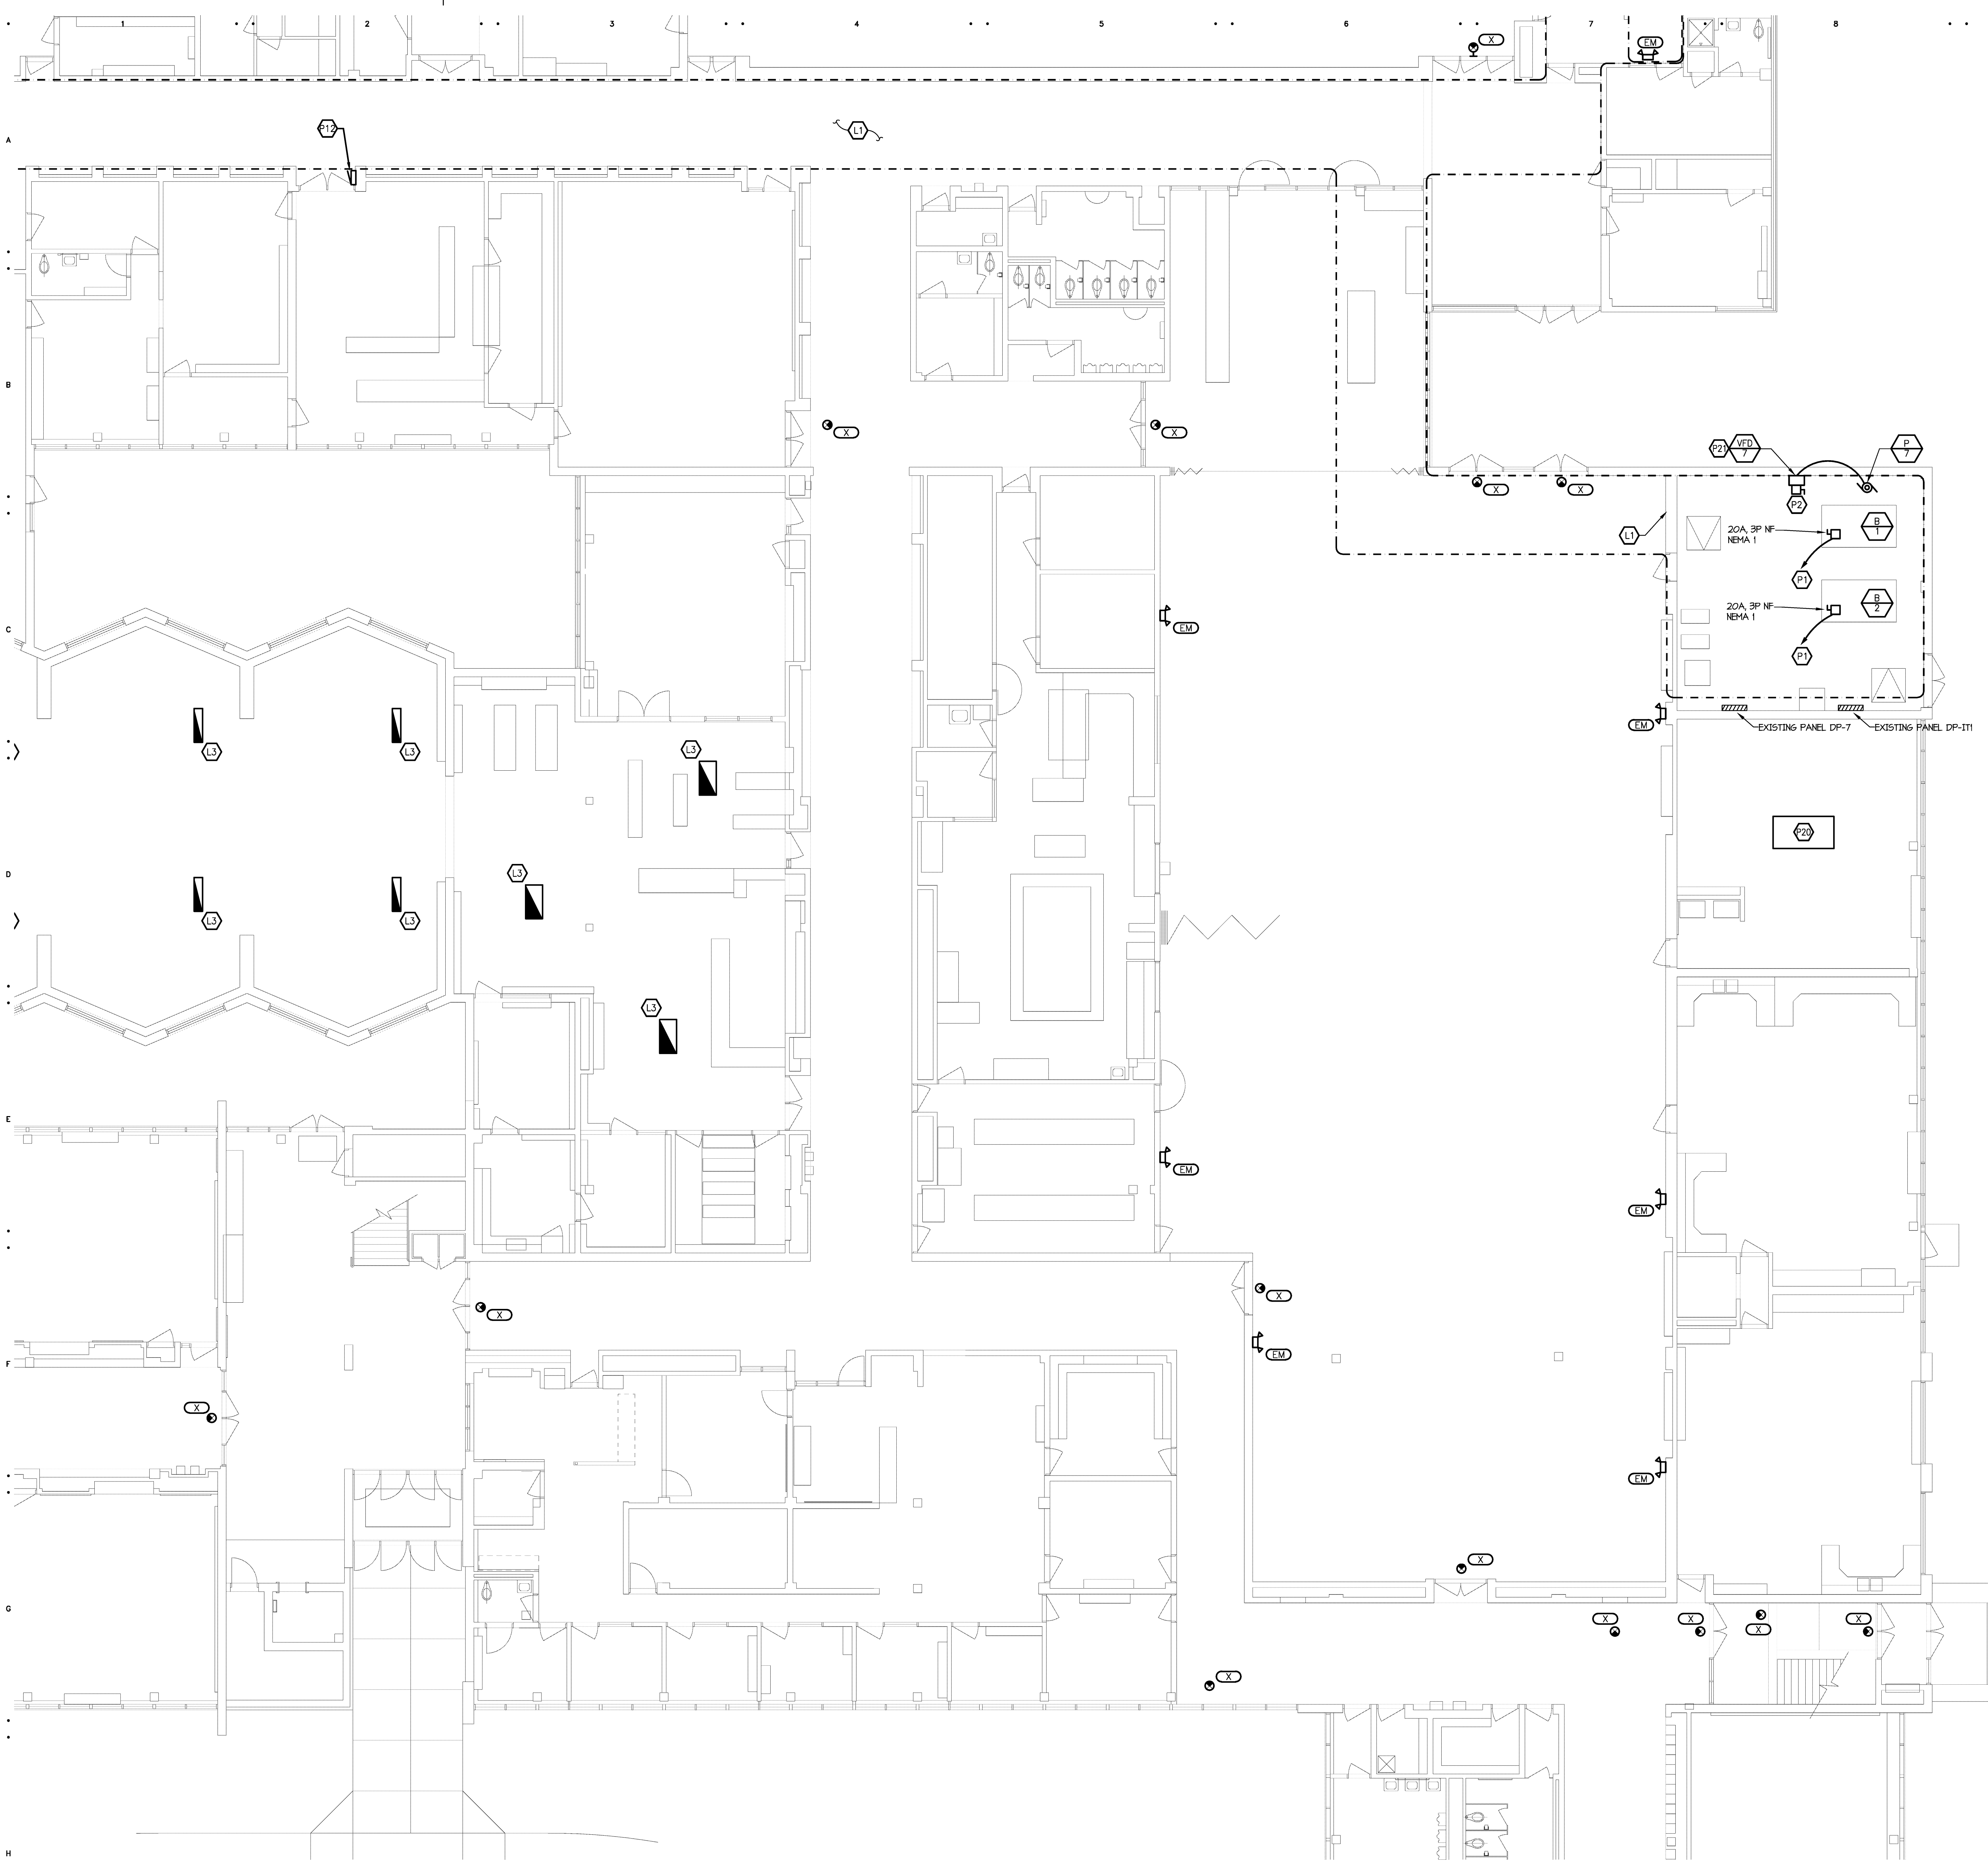 1 2 3 4 5 6 7 8
X
EM
A
P12
L1
B
X
X
P21
VFD
7
P
7
X
X
P2
L1
20A, 3P NF
NEMA 1
B
1
P1
20A, 3P NF
NEMA 1
B
2
C
EM
P1
EM
EXISTING PANEL DP-7
EXISTING PANEL DP-IT1
L3
L3
L3
P20
D
L3
L3
L3
L3
E
EM
EM
X
X
F
EM
X
EM
X
G
X
X
X
X
X
H